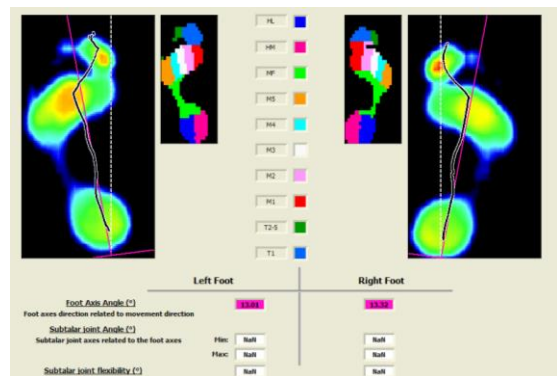 HL
HM
MF
M5
M4
M3
M2
M1
T2-5
T1
Left Foot Right Foot
Foot Axis Angle (°) 13.01 13.32
Foot axes direction related to movement direction
Subtalar joint Angle (°)
Subtalar joint axes related to the foot axes Min: NaN NaN
Max: NaN NaN
Subtalar joint flexibility (°) NaN NaN